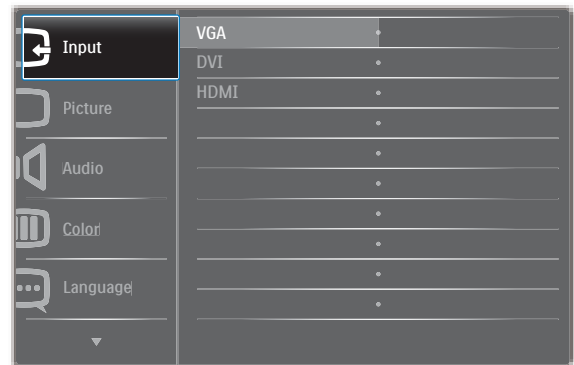 Input
Picture
Audio
Color
Language
VGA
DVI
HDMI